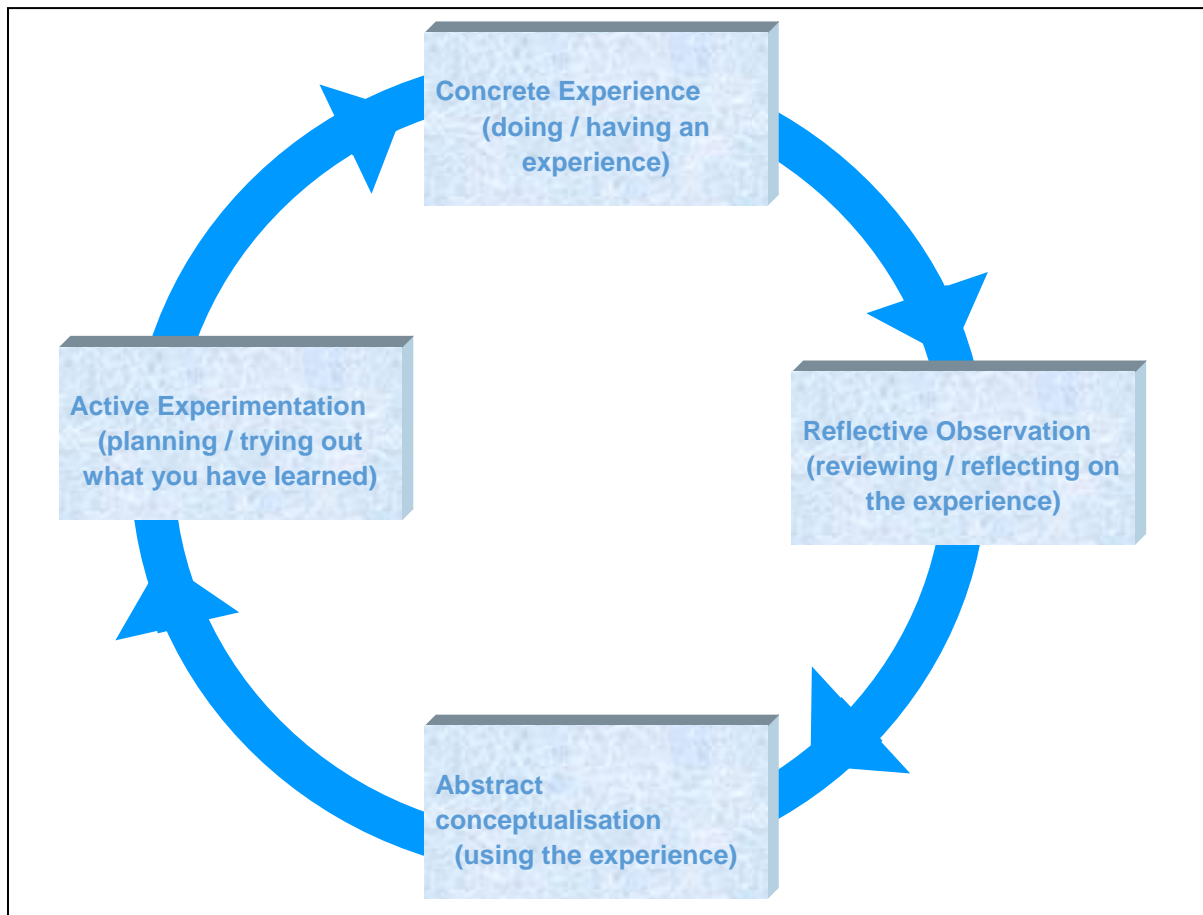 Concrete Experience
(doing / having an
experience)
Reflective Observation
(reviewing / reflecting on
the experience)
Abstract
conceptualisation
(using the experience)
Active Experimentation
(planning / trying out
what you have learned)